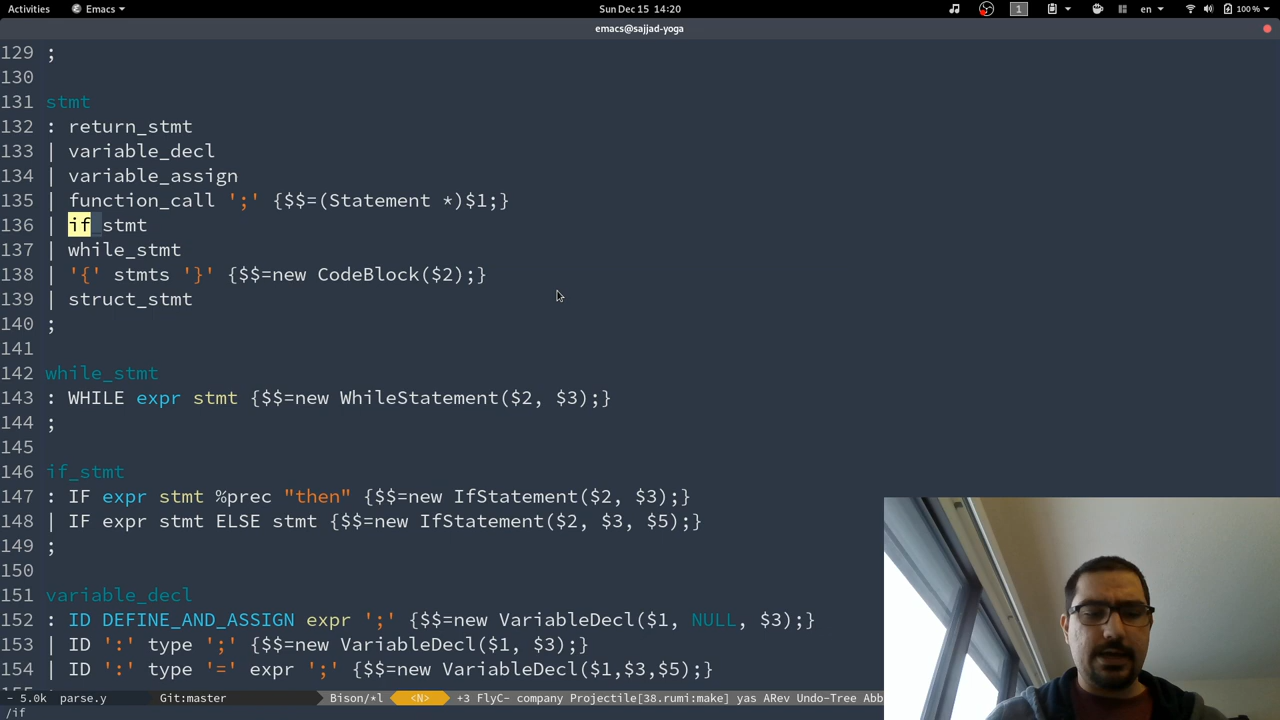 Activities Emacs Sun Dec 15 14:20 1 en 100 %
emacs@sajjad-yoga
129 ;
130
131 stmt
132 : return_stmt
133 | variable_decl
134 | variable_assign
135 | function_call ';' {$$=(Statement *)$1;}
136 | if_stmt
137 | while_stmt
138 | '{' stmts '}' {$$=new CodeBlock($2);}
139 | struct_stmt
140 ;
141
142 while_stmt
143 : WHILE expr stmt {$$=new WhileStatement($2, $3);}
144 ;
145
146 if_stmt
147 : IF expr stmt %prec "then" {$$=new IfStatement($2, $3);}
148 | IF expr stmt ELSE stmt {$$=new IfStatement($2, $3, $5);}
149 ;
150
151 variable_decl
152 : ID DEFINE_AND_ASSIGN expr ';' {$$=new VariableDecl($1, NULL, $3);}
153 | ID ':' type ';' {$$=new VariableDecl($1, $3);}
154 | ID ':' type '=' expr ';' {$$=new VariableDecl($1,$3,$5);}
- 5.0k parse.y Git:master Bison/*l <N> +3 FlyC- company Projectile[38.rumi:make] yas ARev Undo-Tree Abb
/if